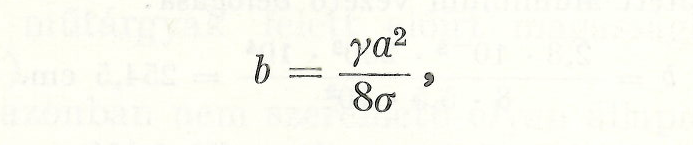 b = γa²/8σ,